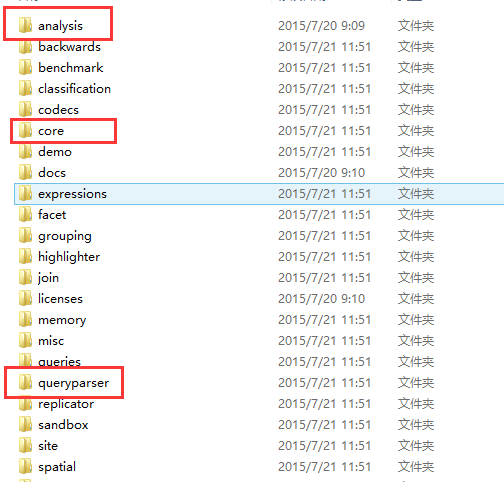 analysis 2015/7/20 9:09 文件夹
backwards 2015/7/21 11:51 文件夹
benchmark 2015/7/21 11:51 文件夹
classification 2015/7/21 11:51 文件夹
codecs 2015/7/21 11:51 文件夹
core 2015/7/21 11:51 文件夹
demo 2015/7/21 11:51 文件夹
docs 2015/7/20 9:10 文件夹
expressions 2015/7/21 11:51 文件夹
facet 2015/7/21 11:51 文件夹
grouping 2015/7/21 11:51 文件夹
highlighter 2015/7/21 11:51 文件夹
join 2015/7/21 11:51 文件夹
licenses 2015/7/20 9:10 文件夹
memory 2015/7/21 11:51 文件夹
misc 2015/7/21 11:51 文件夹
queries 2015/7/21 11:51 文件夹
queryparser 2015/7/21 11:51 文件夹
replicator 2015/7/21 11:51 文件夹
sandbox 2015/7/21 11:51 文件夹
site 2015/7/21 11:51 文件夹
spatial 2015/7/21 11:51 文件夹